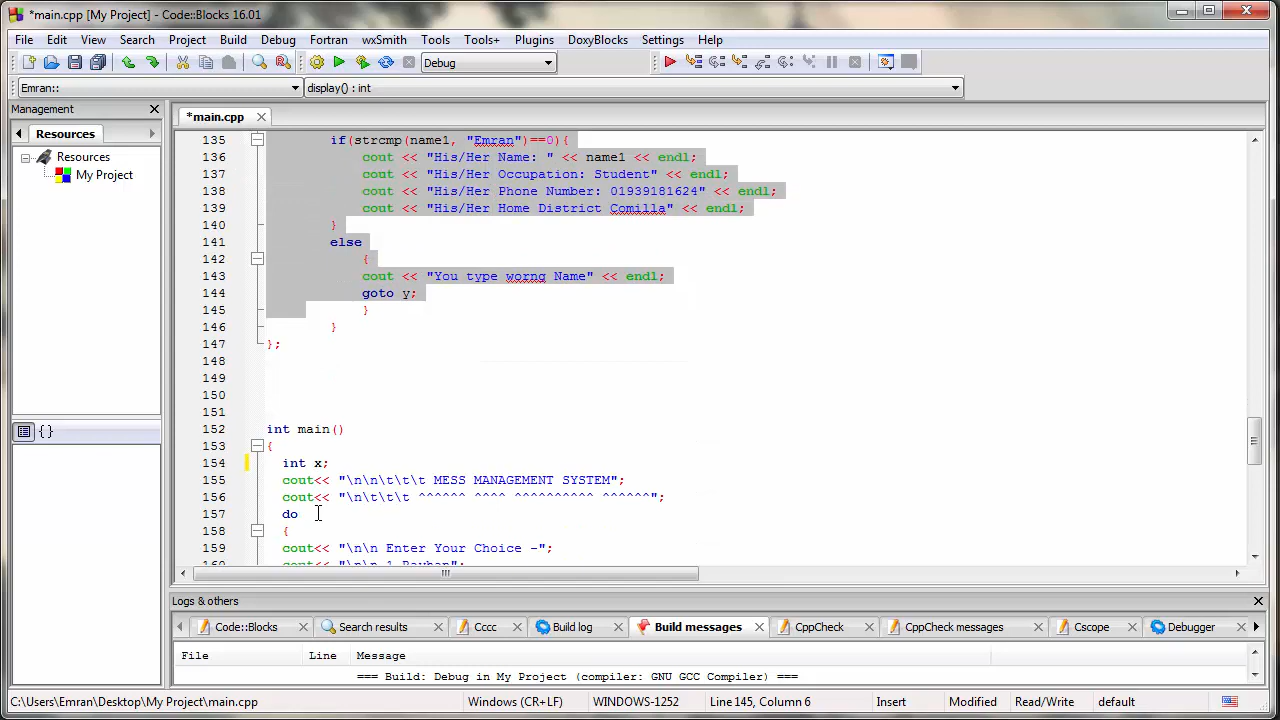 *main.cpp [My Project] - Code::Blocks 16.01
File Edit View Search Project Build Debug Fortran wxSmith Tools Tools+ Plugins DoxyBlocks Settings Help
Debug
Emran:: display() : int
Management
*main.cpp
Resources
Resources
My Project
135 if(strcmp(name1, "Emran")==0){
136 cout << "His/Her Name: " << name1 << endl;
137 cout << "His/Her Occupation: Student" << endl;
138 cout << "His/Her Phone Number: 01939181624" << endl;
139 cout << "His/Her Home District Comilla" << endl;
140 }
141 else
142 {
143 cout << "You type worng Name" << endl;
144 goto y;
145 }
146 }
147 };
148
149
150
151
152 int main()
153 {
154 int x;
155 cout<< "\n\n\t\t\t MESS MANAGEMENT SYSTEM";
156 cout<< "\n\t\t\t ^^^^^^ ^^^^ ^^^^^^^^^^ ^^^^^^";
157 do
158 {
159 cout<< "\n\n Enter Your Choice -";
{ }
Logs & others
Code::Blocks Search results Cccc Build log Build messages CppCheck CppCheck messages Cscope Debugger
File Line Message
=== Build: Debug in My Project (compiler: GNU GCC Compiler) ===
C:\Users\Emran\Desktop\My Project\main.cpp Windows (CR+LF) WINDOWS-1252 Line 145, Column 6 Insert Read/Write default